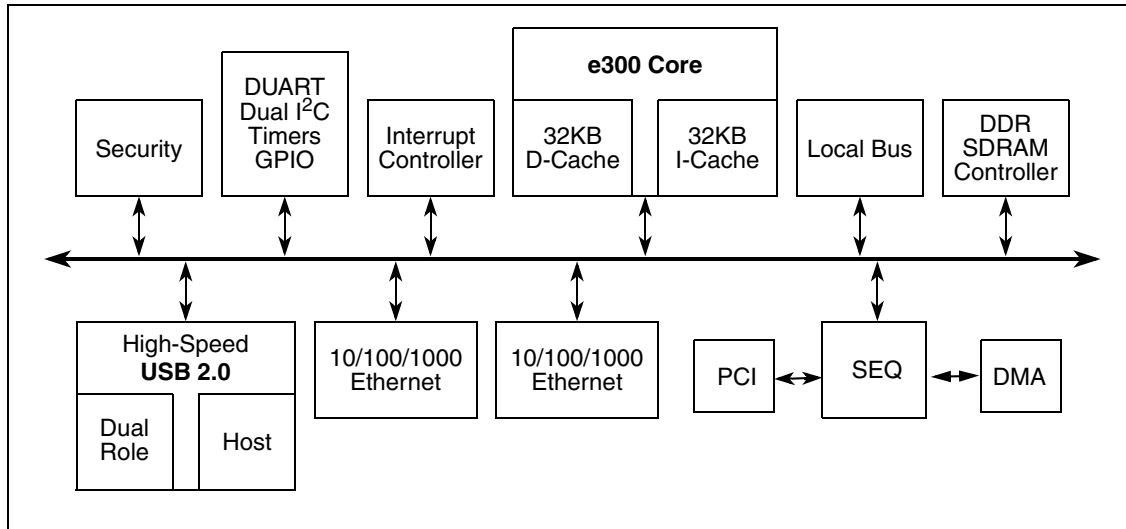 Security
DUART
Dual I²C
Timers
GPIO
Interrupt
Controller
e300 Core
32KB
D-Cache
32KB
I-Cache
Local Bus
DDR
SDRAM
Controller
High-Speed
USB 2.0
Dual
Role
Host
10/100/1000
Ethernet
10/100/1000
Ethernet
PCI
SEQ
DMA